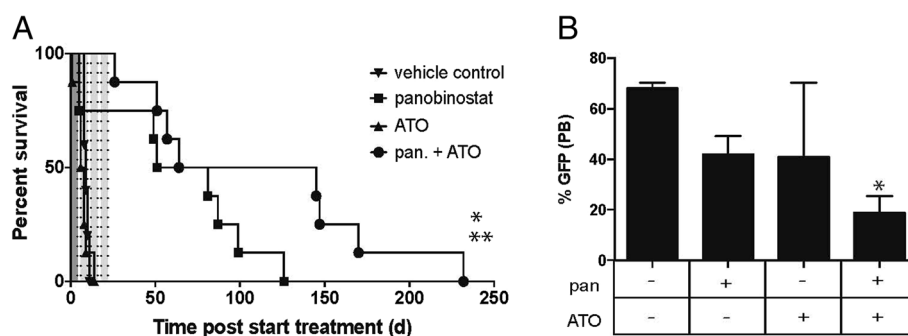 A
Percent survival
100
50
0
0 50 100 150 200 250
Time post start treatment (d)
vehicle control
panobinostat
ATO
pan. + ATO
*
**
B
% GFP (PB)
80
60
40
20
0
*
pan - + - +
ATO - - + +